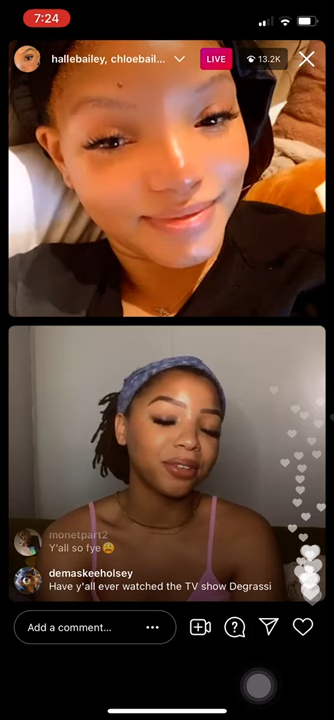 7:24
hallebailey, chloebail...
LIVE
13.2K
monetpart2
Y'all so fye😩
demaskeeholsey
Have y'all ever watched the TV show Degrassi
Add a comment...